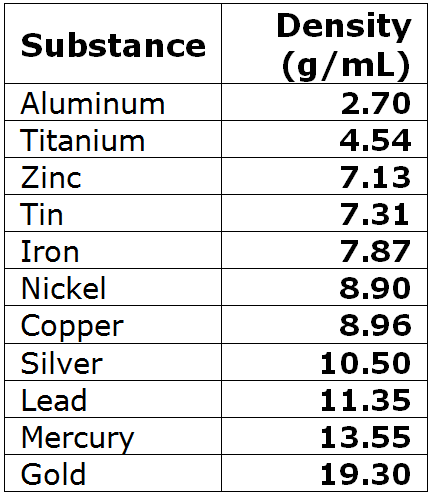 Substance Density
(g/mL)
Aluminum 2.70
Titanium 4.54
Zinc 7.13
Tin 7.31
Iron 7.87
Nickel 8.90
Copper 8.96
Silver 10.50
Lead 11.35
Mercury 13.55
Gold 19.30